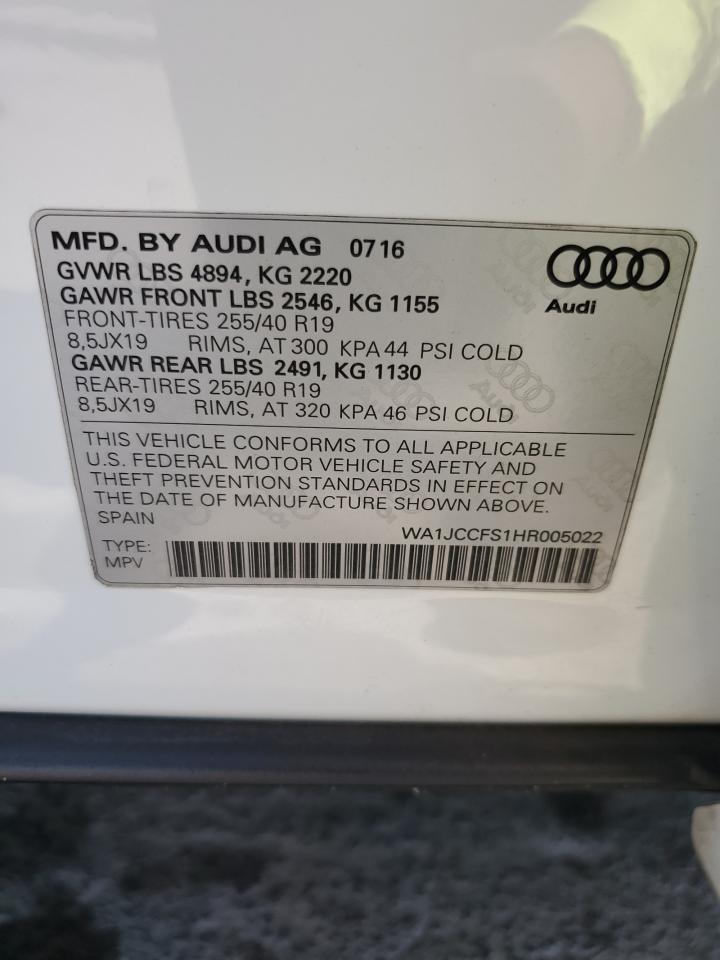 MFD. BY AUDI AG 0716
GVWR LBS 4894, KG 2220
GAWR FRONT LBS 2546, KG 1155
FRONT-TIRES 255/40 R19
8,5JX19 RIMS, AT 300 KPA 44 PSI COLD
GAWR REAR LBS 2491, KG 1130
REAR-TIRES 255/40 R19
8,5JX19 RIMS, AT 320 KPA 46 PSI COLD
Audi
THIS VEHICLE CONFORMS TO ALL APPLICABLE
U.S. FEDERAL MOTOR VEHICLE SAFETY AND
THEFT PREVENTION STANDARDS IN EFFECT ON
THE DATE OF MANUFACTURE SHOWN ABOVE.
SPAIN
WA1JCCFS1HR005022
TYPE:
MPV